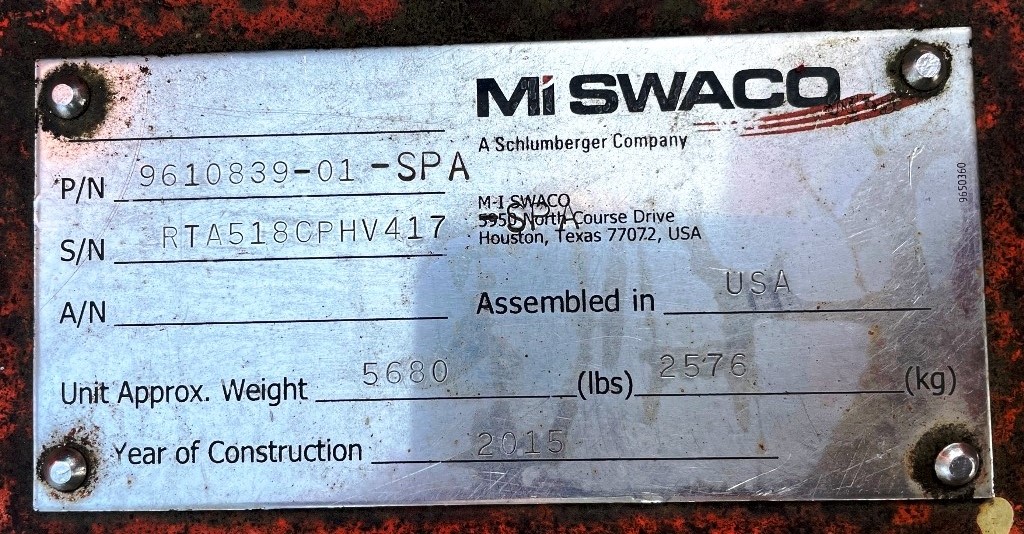 Mi SWACO
A Schlumberger Company
P/N 9610839-01-SPA
M-I SWACO
5950 North Course Drive
Houston, Texas 77072, USA
S/N RTA518CPHV417 -SPA
A/N
Assembled in USA
Unit Approx. Weight 5680 (lbs) 2576 (kg)
Year of Construction 2015
9650360